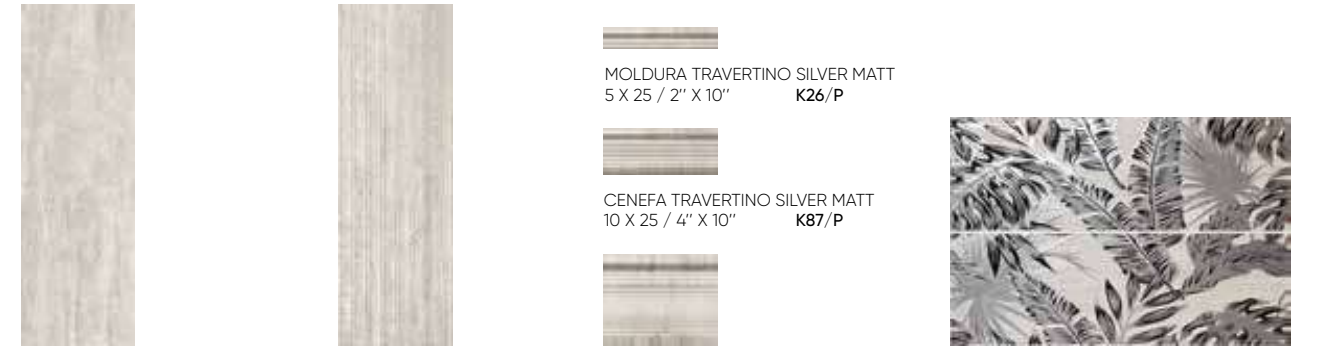 MOLDURA TRAVERTINO SILVER MATT
5 X 25 / 2’’ X 10’’ K26/P
CENEFA TRAVERTINO SILVER MATT
10 X 25 / 4’’ X 10’’ K87/P